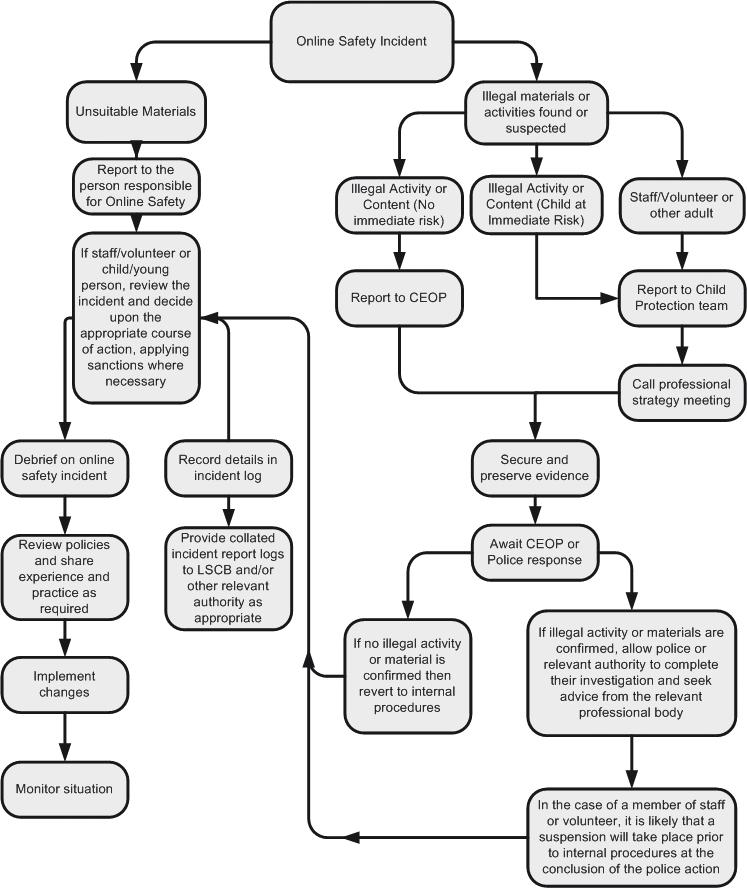 Online Safety Incident
Unsuitable Materials
Report to the
person responsible
for Online Safety
If staff/volunteer or
child/young
person, review the
incident and decide
upon the
appropriate course
of action, applying
sanctions where
necessary
Debrief on online
safety incident
Review policies
and share
experience and
practice as
required
Implement
changes
Monitor situation
Record details in
incident log
Provide collated
incident report logs
to LSCB and/or
other relevant
authority as
appropriate
Illegal materials or
activities found or
suspected
Illegal Activity or
Content (No
immediate risk)
Illegal Activity or
Content (Child at
Immediate Risk)
Staff/Volunteer or
other adult
Report to CEOP
Report to Child
Protection team
Call professional
strategy meeting
Secure and
preserve evidence
Await CEOP or
Police response
If no illegal activity
or material is
confirmed then
revert to internal
procedures
If illegal activity or materials are
confirmed, allow police or
relevant authority to complete
their investigation and seek
advice from the relevant
professional body
In the case of a member of staff
or volunteer, it is likely that a
suspension will take place prior
to internal procedures at the
conclusion of the police action